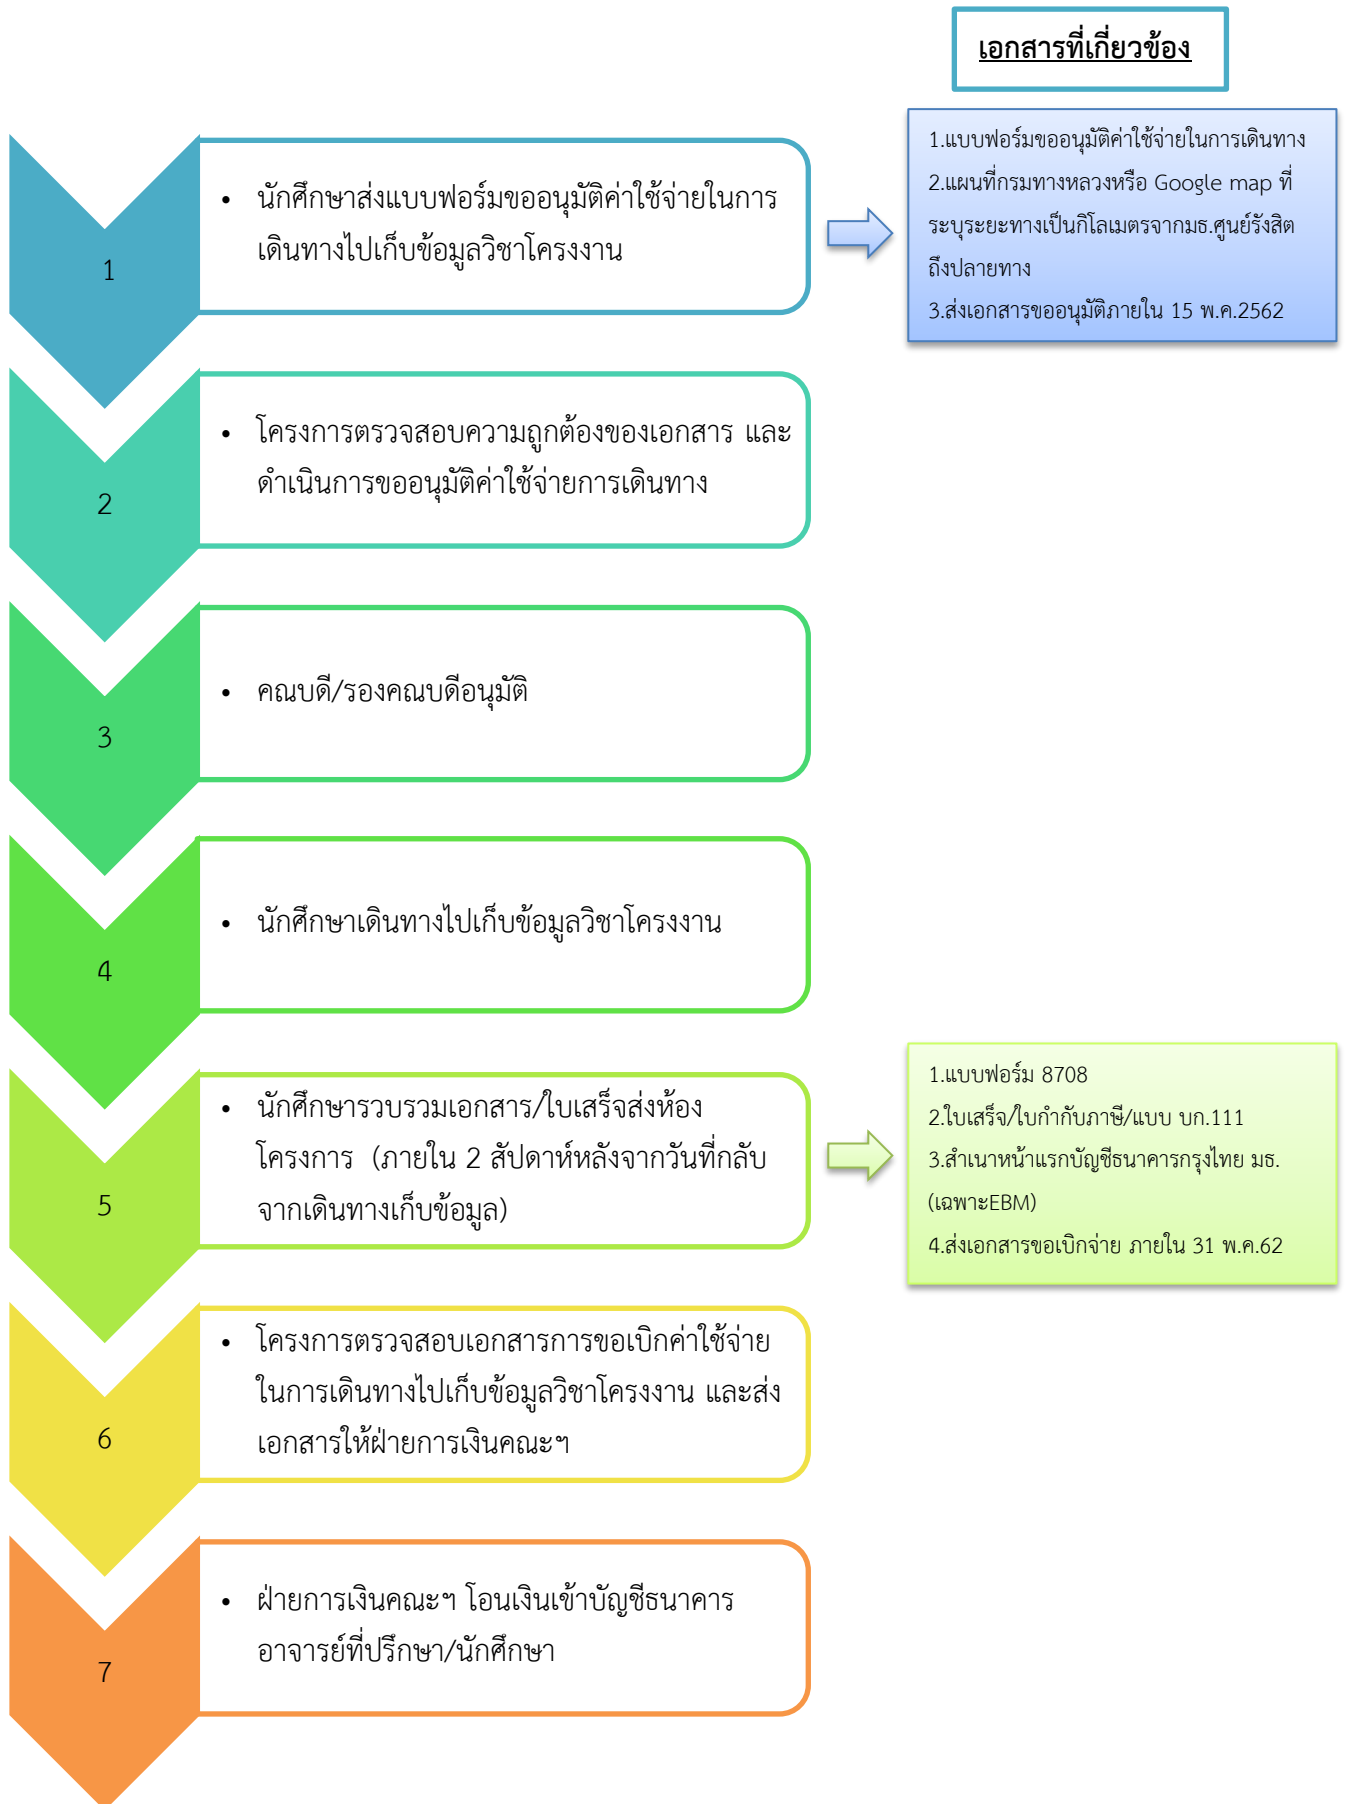 เอกสารที่เกี่ยวข้อง
1
• นักศึกษาส่งแบบฟอร์มขออนุมัติค่าใช้จ่ายในการ
เดินทางไปเก็บข้อมูลวิชาโครงงาน
1.แบบฟอร์มขออนุมัติค่าใช้จ่ายในการเดินทาง
2.แผนที่กรมทางหลวงหรือ Google map ที่
ระบุระยะทางเป็นกิโลเมตรจากมธ.ศูนย์รังสิต
ถึงปลายทาง
3.ส่งเอกสารขออนุมัติภายใน 15 พ.ค.2562
2
• โครงการตรวจสอบความถูกต้องของเอกสาร และ
ดำเนินการขออนุมัติค่าใช้จ่ายการเดินทาง
3
• คณบดี/รองคณบดีอนุมัติ
4
• นักศึกษาเดินทางไปเก็บข้อมูลวิชาโครงงาน
5
• นักศึกษารวบรวมเอกสาร/ใบเสร็จส่งห้อง
โครงการ (ภายใน 2 สัปดาห์หลังจากวันที่กลับ
จากเดินทางเก็บข้อมูล)
1.แบบฟอร์ม 8708
2.ใบเสร็จ/ใบกำกับภาษี/แบบ บก.111
3.สำเนาหน้าแรกบัญชีธนาคารกรุงไทย มธ.
(เฉพาะEBM)
4.ส่งเอกสารขอเบิกจ่าย ภายใน 31 พ.ค.62
6
• โครงการตรวจสอบเอกสารการขอเบิกค่าใช้จ่าย
ในการเดินทางไปเก็บข้อมูลวิชาโครงงาน และส่ง
เอกสารให้ฝ่ายการเงินคณะฯ
7
• ฝ่ายการเงินคณะฯ โอนเงินเข้าบัญชีธนาคาร
อาจารย์ที่ปรึกษา/นักศึกษา